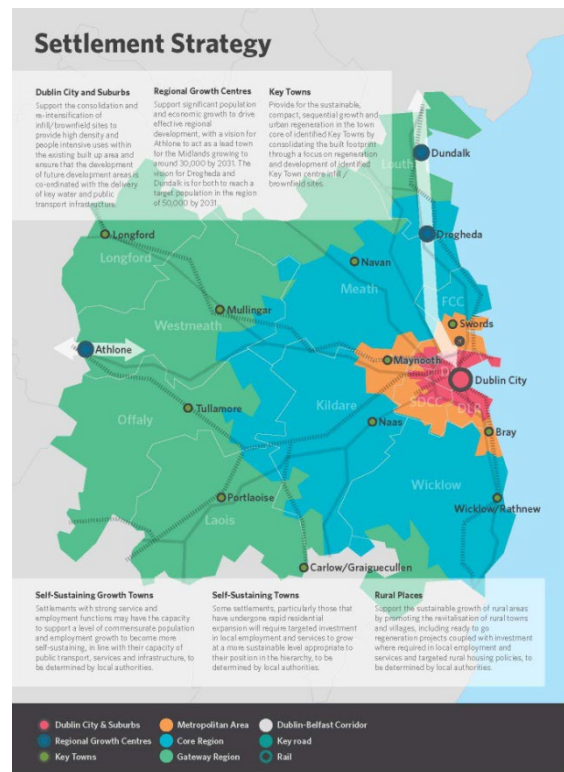 Settlement Strategy
Dublin City and Suburbs
Support the consolidation and
re-intensification of
infill/brownfield sites to
provide high density and
people intensive uses within
the existing built up area and
ensure that the development
of future development areas is
co-ordinated with the delivery
of key water and public
transport infrastructure.
Regional Growth Centres
Support significant population
and economic growth to drive
effective regional
development, with a vision for
Athlone to act as a lead town
for the Midlands growing to
around 30,000 by 2031. The
vision for Drogheda and
Dundalk is for both to reach a
target population in the region
of 50,000 by 2031
Key Towns
Provide for the sustainable,
compact, sequential growth and
urban regeneration in the town
core of identified Key Towns by
consolidating the built footprint
through a focus on regeneration
and development of identified
Key Town centre infill /
brownfield sites.
Louth
Dundalk
Drogheda
Longford
Longford
Navan
Meath
FCC
Mullingar
Westmeath
Swords
Athlone
Maynooth
Dublin City
SDCC
DLR
Offaly
Tullamore
Kildare
Naas
Bray
Wicklow
Portlaoise
Laois
Wicklow/Rathnew
Carlow/Graiguecullen
Self-Sustaining Growth Towns
Settlements with strong service and
employment functions may have the capacity
to support a level of commensurate population
and employment growth to become more
self-sustaining, in line with their capacity of
public transport, services and infrastructure, to
be determined by local authorities.
Self-Sustaining Towns
Some settlements, particularly those that
have undergone rapid residential
expansion will require targeted investment
in local employment and services to grow
at a more sustainable level appropriate to
their position in the hierarchy, to be
determined by local authorities.
Rural Places
Support the sustainable growth of rural areas
by promoting the revitalisation of rural towns
and villages, including ready to go
regeneration projects coupled with investment
where required in local employment and
services and targeted rural housing policies, to
be determined by local authorities.
Dublin City & Suburbs
Metropolitan Area
Dublin-Belfast Corridor
Regional Growth Centres
Core Region
Key road
Key Towns
Gateway Region
Rail